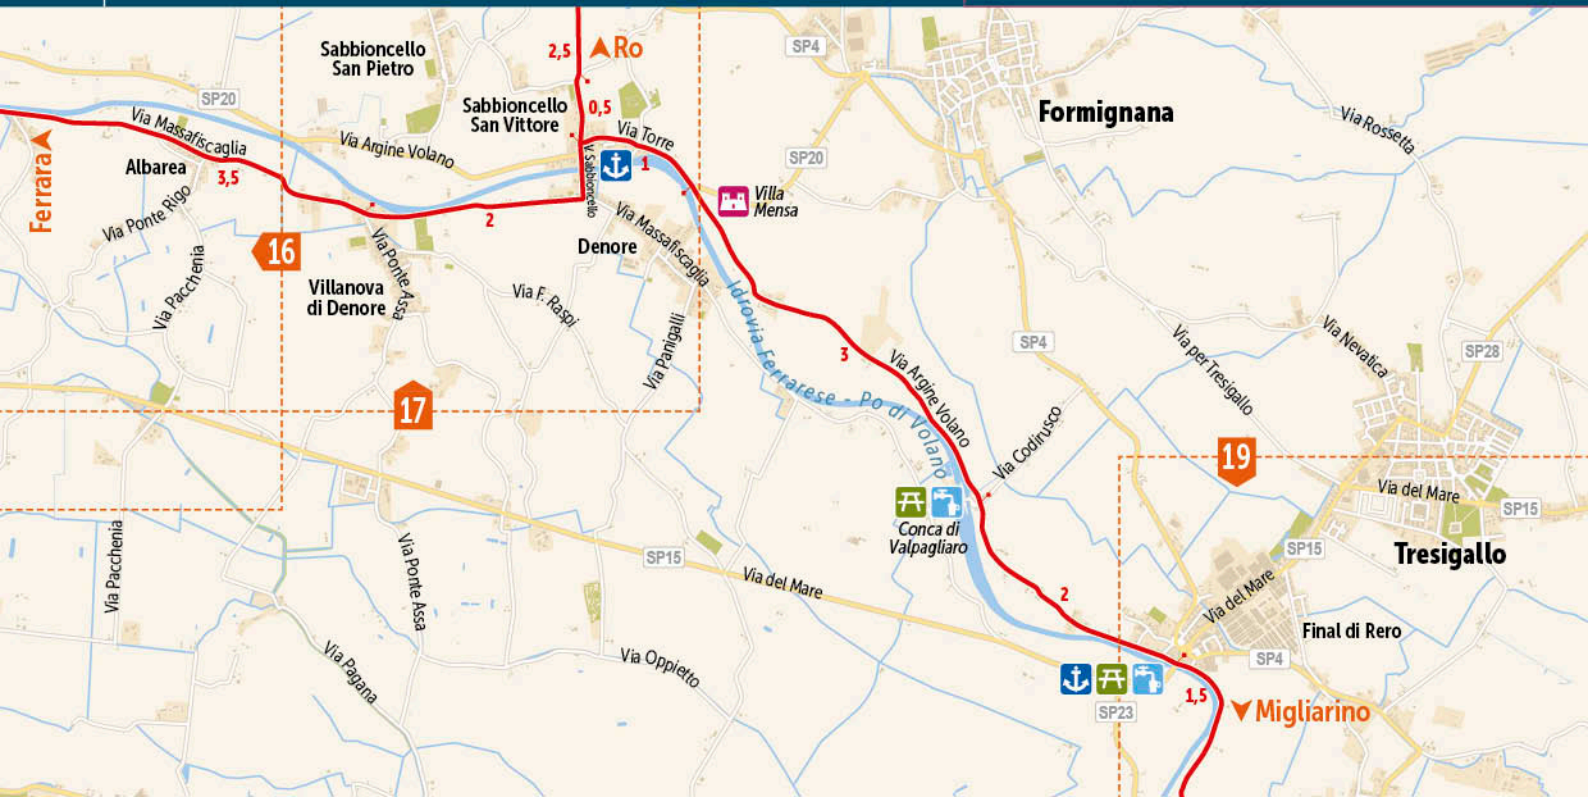 2,5
Ro
SP4
Sabbioncello
San Pietro
SP20
Sabbioncello
San Vittore
0,5
Formignana
Via Rossetta
Via Massafiscaglia
Via Argine Volano
Via Torre
Ferrara
Albarea
3,5
V. Sabbioncello
1
SP20
Via Ponte Rigo
2
Villa
Mensa
Via Massafiscaglia
Denore
16
Via Pacchenia
Villanova
di Denore
Via Ponte Assa
Via F. Raspi
Via Panigalli
Idrovia Ferrarese - Po di Volano
3
Via Argine Volano
SP4
Via per Tresigallo
Via Nevatica
SP28
17
Via Codirusco
19
Via del Mare
SP15
Conca di
Valpagliaro
Via Pacchenia
Via Ponte Assa
SP15
Via del Mare
SP15
Tresigallo
Via del Mare
2
Final di Rero
Via Pagana
Via Oppietto
SP4
1,5
SP23
Migliarino